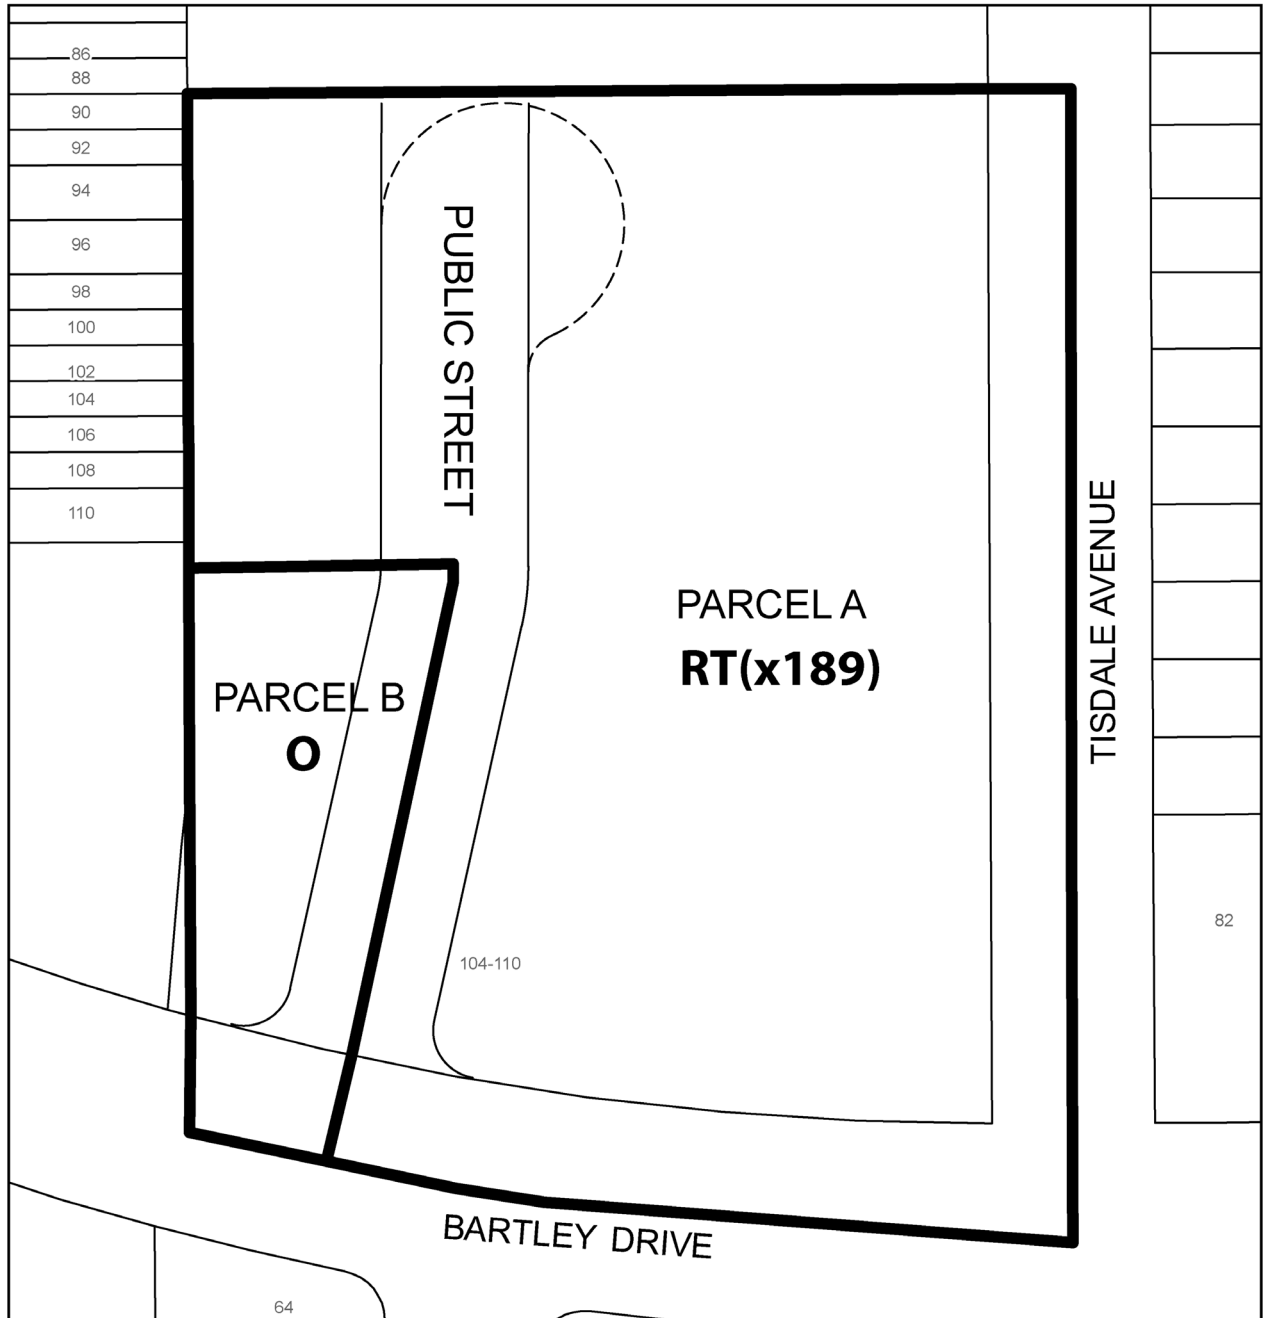 86
88
90
92
94
96
98
100
102
104
106
108
110
PUBLIC STREET
PARCEL A
RT(x189)
TISDALE AVENUE
PARCEL B
O
82
104-110
BARTLEY DRIVE
64